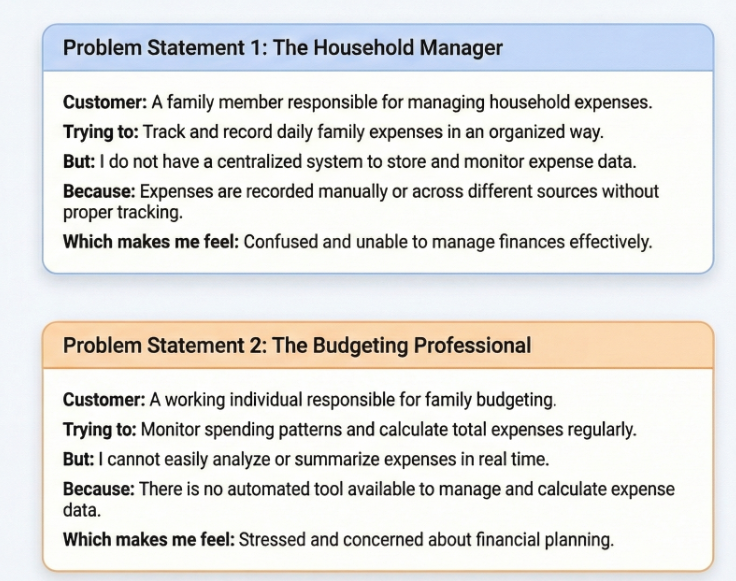 Problem Statement 1: The Household Manager
Customer: A family member responsible for managing household expenses.
Trying to: Track and record daily family expenses in an organized way.
But: I do not have a centralized system to store and monitor expense data.
Because: Expenses are recorded manually or across different sources without
proper tracking.
Which makes me feel: Confused and unable to manage finances effectively.
Problem Statement 2: The Budgeting Professional
Customer: A working individual responsible for family budgeting.
Trying to: Monitor spending patterns and calculate total expenses regularly.
But: I cannot easily analyze or summarize expenses in real time.
Because: There is no automated tool available to manage and calculate expense
data.
Which makes me feel: Stressed and concerned about financial planning.